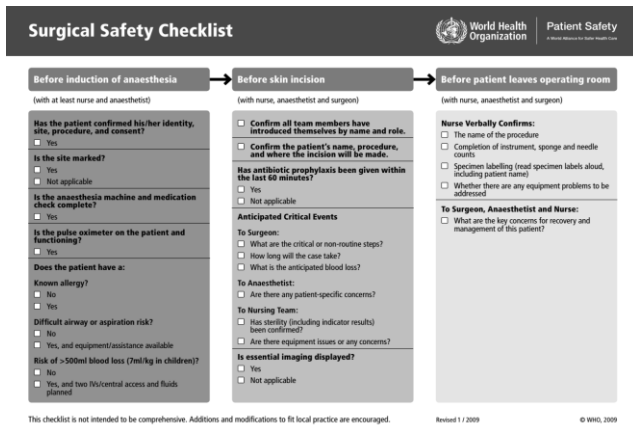 Surgical Safety Checklist
World Health
Organization
Patient Safety
A World Alliance for Safer Health Care
Before induction of anaesthesia
(with at least nurse and anaesthetist)
Has the patient confirmed his/her identity,
site, procedure, and consent?
Yes
Is the site marked?
Yes
Not applicable
Is the anaesthesia machine and medication
check complete?
Yes
Is the pulse oximeter on the patient and
functioning?
Yes
Does the patient have a:
Known allergy?
No
Yes
Difficult airway or aspiration risk?
No
Yes, and equipment/assistance available
Risk of >500ml blood loss (7ml/kg in children)?
No
Yes, and two IVs/central access and fluids
planned
Before skin incision
(with nurse, anaesthetist and surgeon)
Confirm all team members have
introduced themselves by name and role.
Confirm the patient's name, procedure,
and where the incision will be made.
Has antibiotic prophylaxis been given within
the last 60 minutes?
Yes
Not applicable
Anticipated Critical Events
To Surgeon:
What are the critical or non-routine steps?
How long will the case take?
What is the anticipated blood loss?
To Anaesthetist:
Are there any patient-specific concerns?
To Nursing Team:
Has sterility (including indicator results)
been confirmed?
Are there equipment issues or any concerns?
Is essential imaging displayed?
Yes
Not applicable
Before patient leaves operating room
(with nurse, anaesthetist and surgeon)
Nurse Verbally Confirms:
The name of the procedure
Completion of instrument, sponge and needle
counts
Specimen labelling (read specimen labels aloud,
including patient name)
Whether there are any equipment problems to be
addressed
To Surgeon, Anaesthetist and Nurse:
What are the key concerns for recovery and
management of this patient?
This checklist is not intended to be comprehensive. Additions and modifications to fit local practice are encouraged.
Revised 1 / 2009
© WHO, 2009